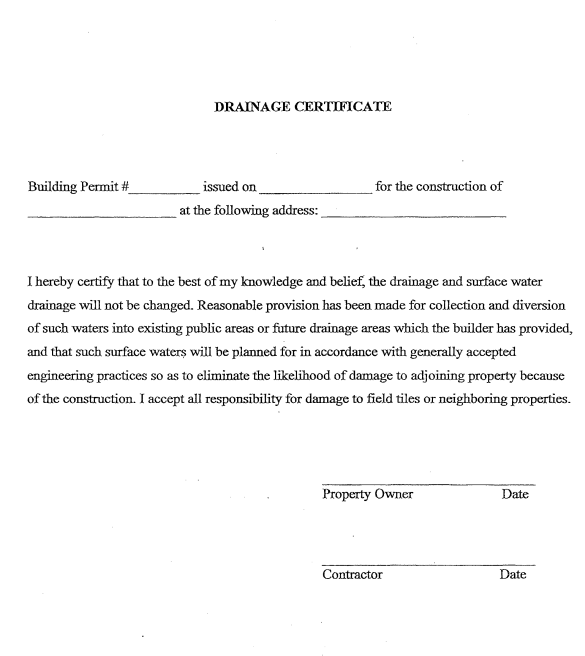 DRAINAGE CERTIFICATE
Building Permit #___________ issued on _________________ for the construction of
______________________ at the following address: ____________________________
I hereby certify that to the best of my knowledge and belief, the drainage and surface water
drainage will not be changed. Reasonable provision has been made for collection and diversion
of such waters into existing public areas or future drainage areas which the builder has provided,
and that such surface waters will be planned for in accordance with generally accepted
engineering practices so as to eliminate the likelihood of damage to adjoining property because
of the construction. I accept all responsibility for damage to field tiles or neighboring properties.
Property Owner Date
Contractor Date